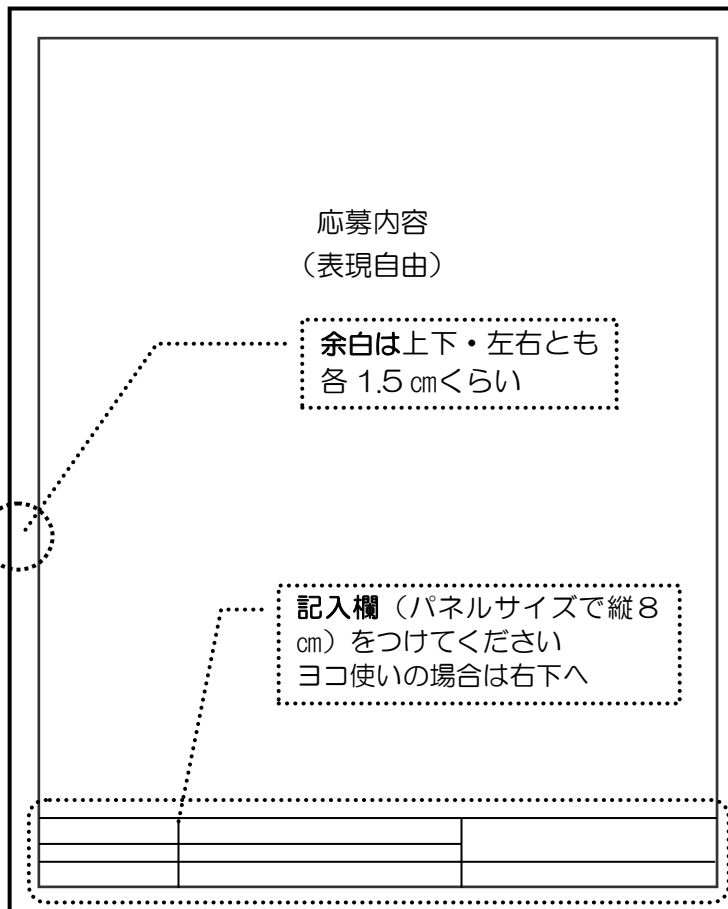 応募内容
（表現自由）
余白は上下・左右とも
各 1.5 ㎝くらい
記入欄（パネルサイズで縦８
㎝）をつけてください
ヨコ使いの場合は右下へ